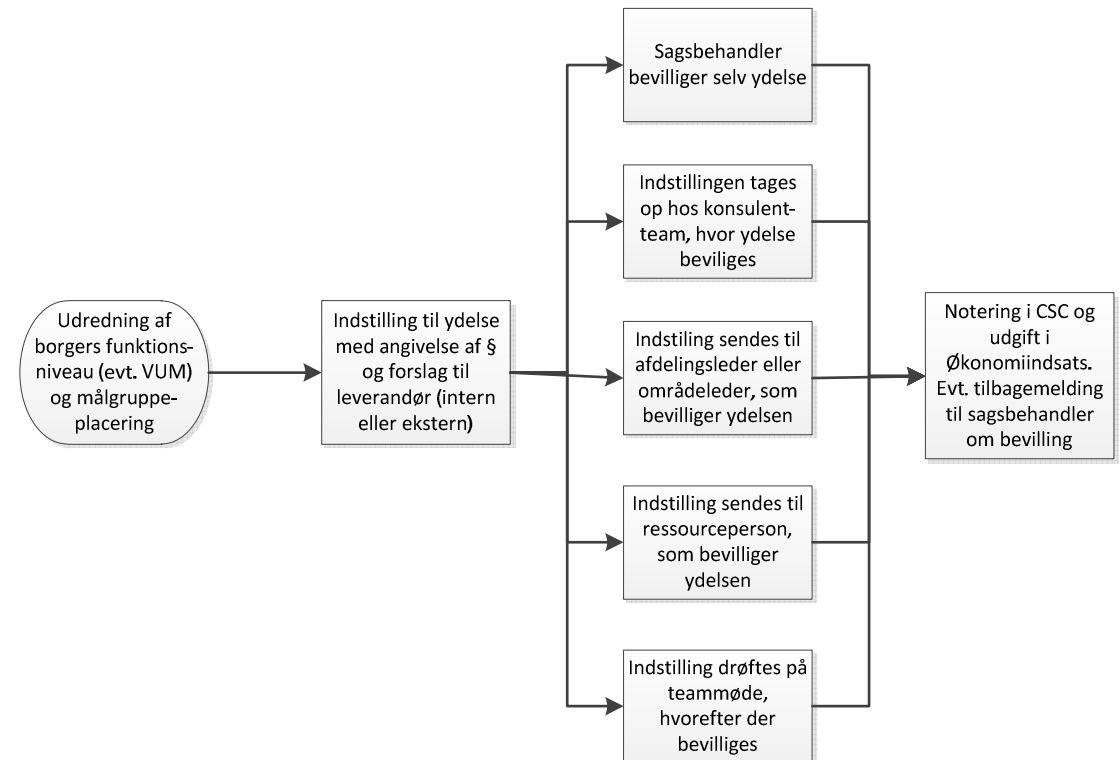 Udredning af
borgers funktions-
niveau (evt. VUM)
og målgruppe-
placering
Indstilling til ydelse
med angivelse af §
og forslag til
leverandør (intern
eller ekstern)
Sagsbehandler
bevilliger selv ydelse
Indstillingen tages
op hos konsulent-
team, hvor ydelse
beviliges
Indstiling sendes til
afdelingsleder eller
områdeleder, som
bevilliger ydelsen
Indstilling sendes til
ressourceperson,
som bevilliger
ydelsen
Indstilling drøftes på
teammøde,
hvorefter der
bevilliges
Notering i CSC og
udgift i
Økonomiindsats.
Evt. tilbagemelding
til sagsbehandler
om bevilling